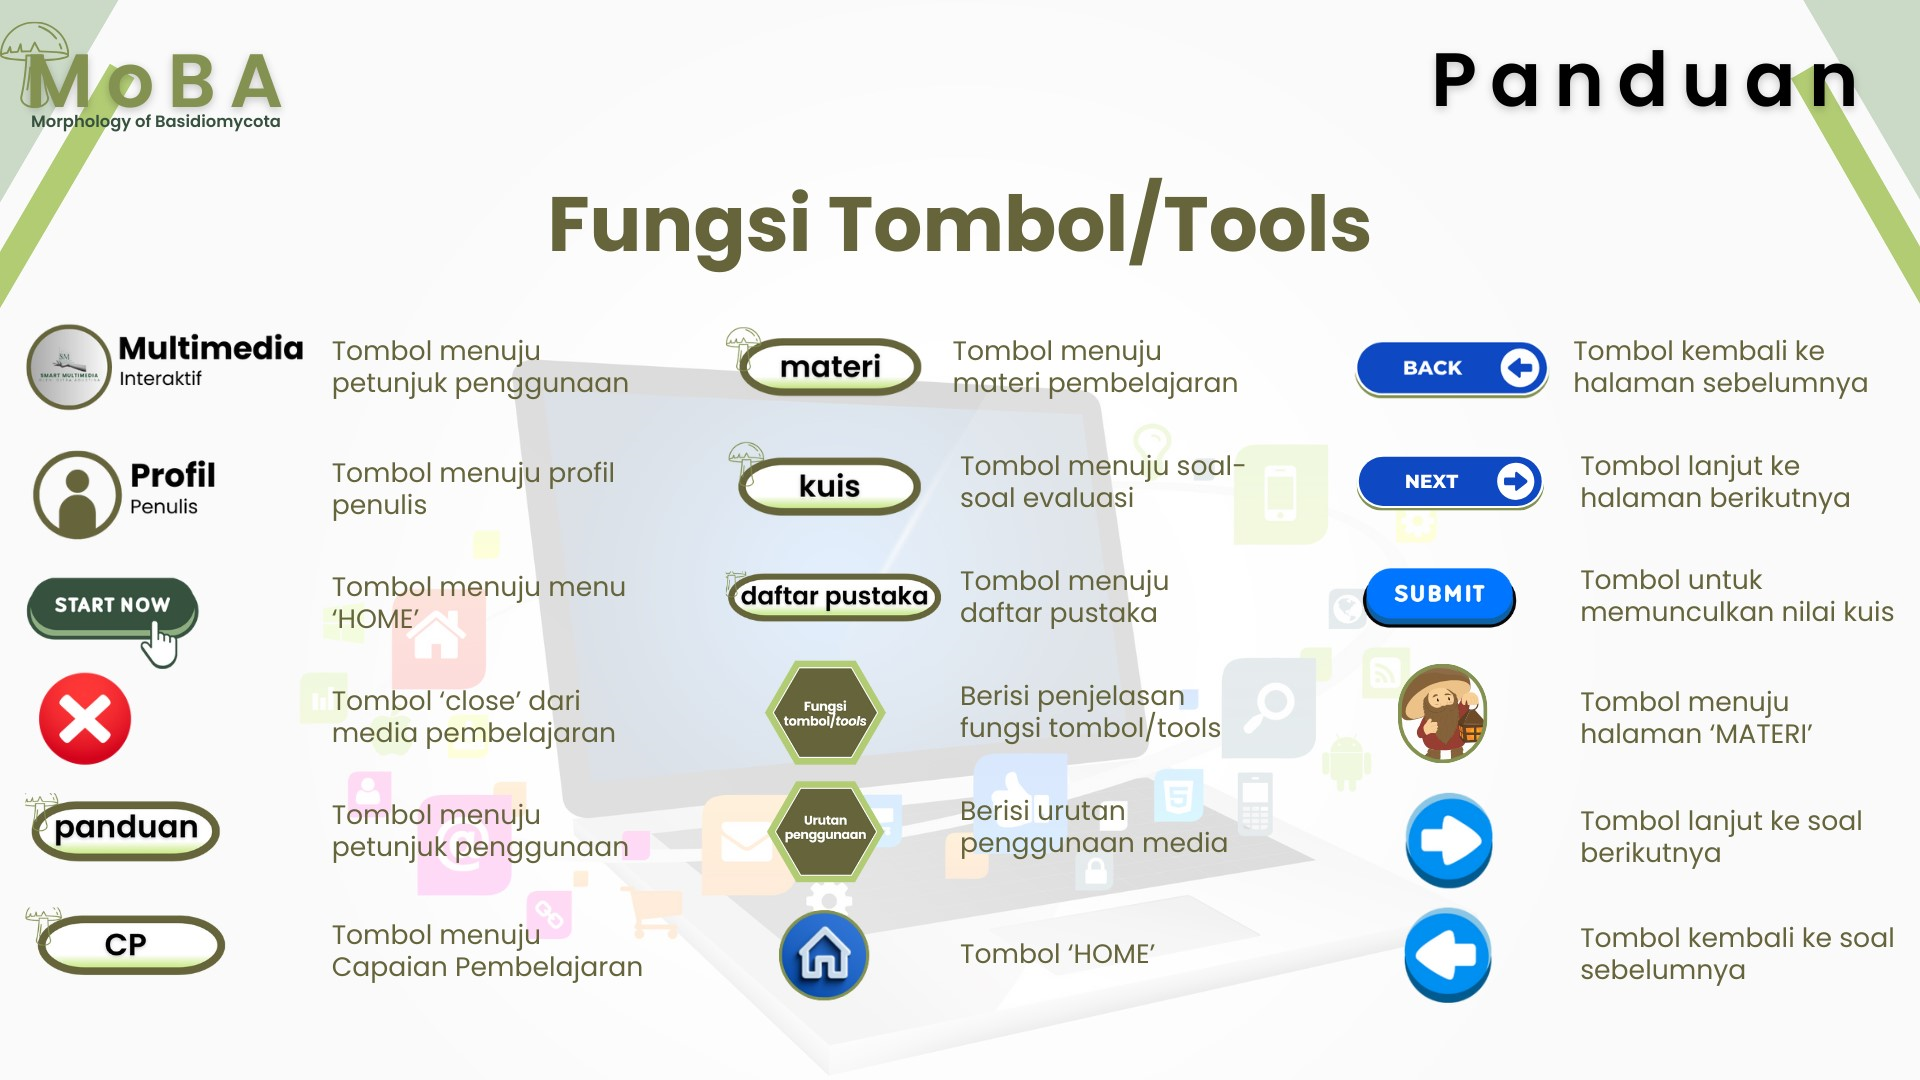 MoBA
Morphology of Basidiomycota
Panduan
Fungsi Tombol/Tools
Multimedia
Interaktif
Tombol menuju
petunjuk penggunaan
Profil
Penulis
Tombol menuju profil
penulis
START NOW
Tombol menuju menu
‘HOME’
Tombol ‘close’ dari
media pembelajaran
panduan
Tombol menuju
petunjuk penggunaan
CP
Tombol menuju
Capaian Pembelajaran
materi
Tombol menuju
materi pembelajaran
kuis
Tombol menuju soal-
soal evaluasi
daftar pustaka
Tombol menuju
daftar pustaka
Fungsi
tombol/tools
Berisi penjelasan
fungsi tombol/tools
Urutan
penggunaan
Berisi urutan
penggunaan media
Tombol ‘HOME’
BACK
Tombol kembali ke
halaman sebelumnya
NEXT
Tombol lanjut ke
halaman berikutnya
SUBMIT
Tombol untuk
memunculkan nilai kuis
Tombol menuju
halaman ‘MATERI’
Tombol lanjut ke soal
berikutnya
Tombol kembali ke soal
sebelumnya